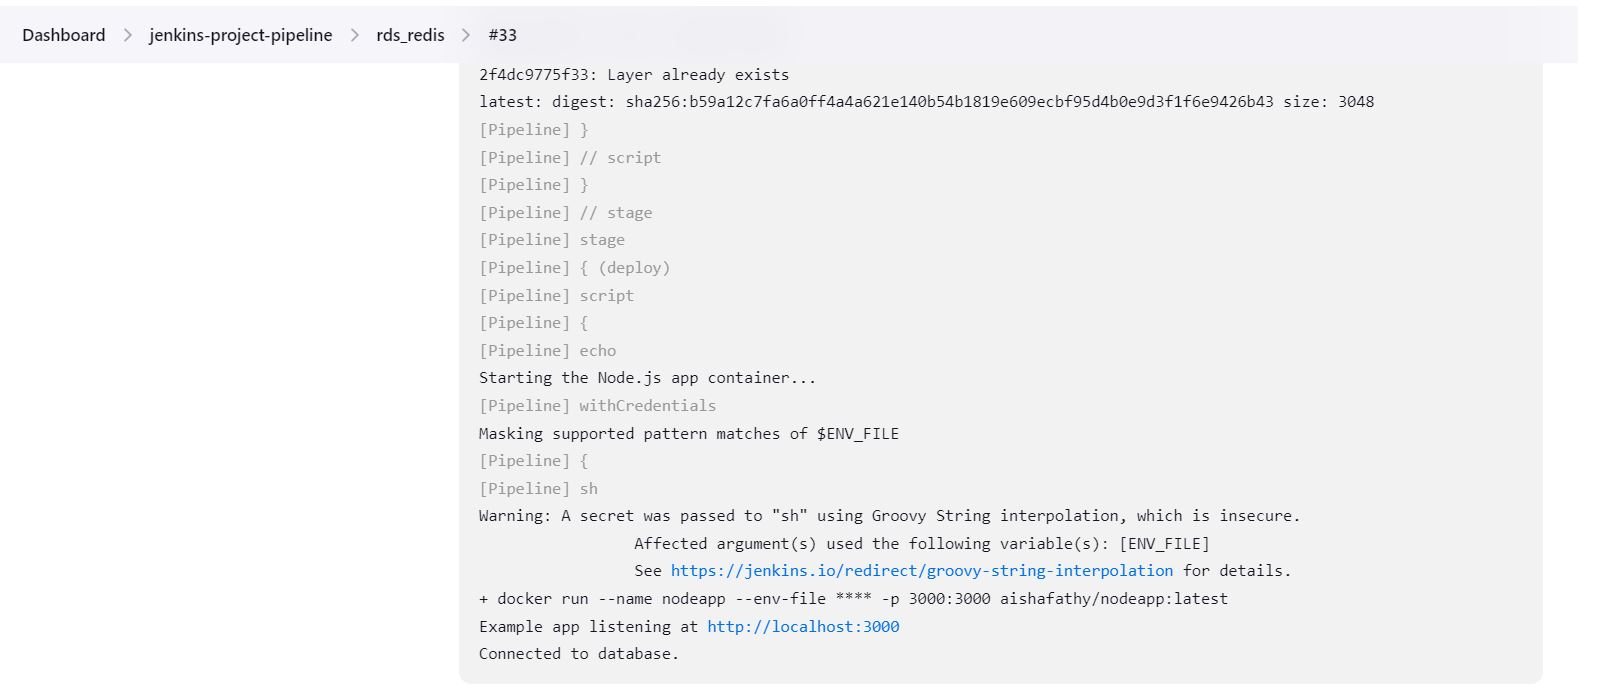 Dashboard > jenkins-project-pipeline > rds_redis > #33
2f4dc9775f33: Layer already exists
latest: digest: sha256:b59a12c7fa6a0ff4a4a621e140b54b1819e609ecbf95d4b0e9d3f1f6e9426b43 size: 3048
[Pipeline] }
[Pipeline] // script
[Pipeline] }
[Pipeline] // stage
[Pipeline] stage
[Pipeline] { (deploy)
[Pipeline] script
[Pipeline] {
[Pipeline] echo
Starting the Node.js app container...
[Pipeline] withCredentials
Masking supported pattern matches of $ENV_FILE
[Pipeline] {
[Pipeline] sh
Warning: A secret was passed to "sh" using Groovy String interpolation, which is insecure.
Affected argument(s) used the following variable(s): [ENV_FILE]
See https://jenkins.io/redirect/groovy-string-interpolation for details.
+ docker run --name nodeapp --env-file **** -p 3000:3000 aishafathy/nodeapp:latest
Example app listening at http://localhost:3000
Connected to database.